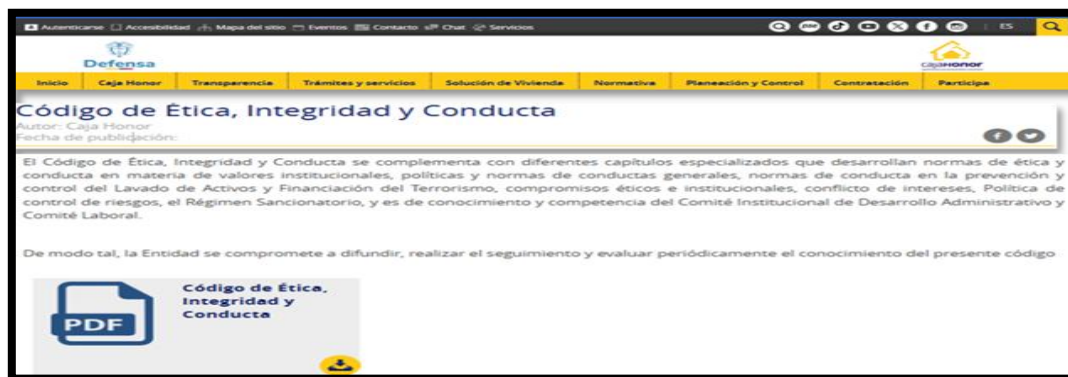 Autenticarse Accesibilidad Mapa del sitio Eventos Contacto Chat Servicios ES
Defensa
CAJAHONOR
Inicio Caja Honor Transparencia Trámites y servicios Solución de Vivienda Normativa Planeación y Control Contratación Participa
Código de Ética, Integridad y Conducta
Autor: Caja Honor
Fecha de publicación:
El Código de Ética, Integridad y Conducta se complementa con diferentes capítulos especializados que desarrollan normas de ética y
conducta en materia de valores institucionales, políticas y normas de conductas generales, normas de conducta en la prevención y
control del Lavado de Activos y Financiación del Terrorismo, compromisos éticos e institucionales, conflicto de intereses, Política de
control de riesgos, el Régimen Sancionatorio, y es de conocimiento y competencia del Comité Institucional de Desarrollo Administrativo y
Comité Laboral.
De modo tal, la Entidad se compromete a difundir, realizar el seguimiento y evaluar periódicamente el conocimiento del presente código
PDF
Código de Ética,
Integridad y
Conducta